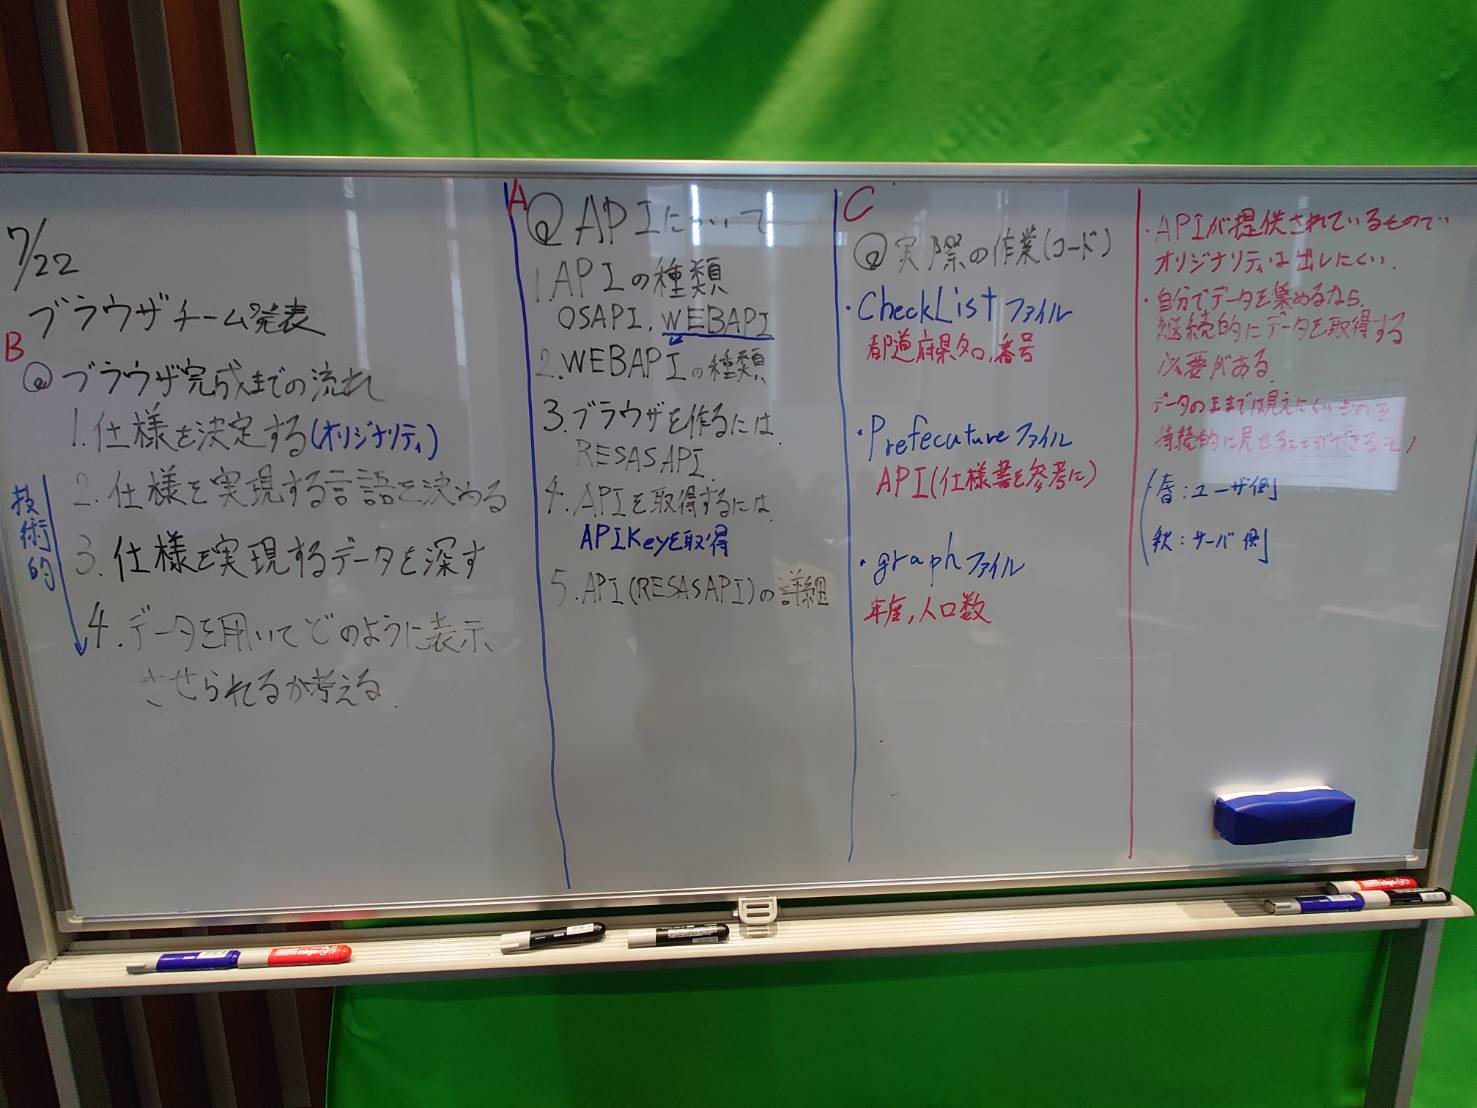 7/22
ブラウザチーム発表
B
@ ブラウザ完成までの流れ
1. 仕様を決定する(オリジナリティ)
2. 仕様を実現する言語を決める
3. 仕様を実現するデータを深す
4. データを用いてどのように表示
させられるか考える.
技術的
A
@ APIについて
1. APIの種類
OSAPI, WEBAPI
2. WEBAPIの種類
3. ブラウザを作るには.
RESASAPI.
4. APIを取得するには.
APIKeyを取得
5. API(RESASAPI)の詳細
C
@ 実際の作業(コード)
・CheckListファイル
都道府県名, 番号
・Prefecutureファイル
API(仕様書を参考に)
・graphファイル
年度, 人口数
・APIが提供されているもので
オリジナリティは出しにくい.
・自分でデータを集めるなら.
継続的にデータを取得する
必要がある.
データのままでは見えにくいものを
持続的に見せることができる
春:ユーザ側
秋:サーバ側